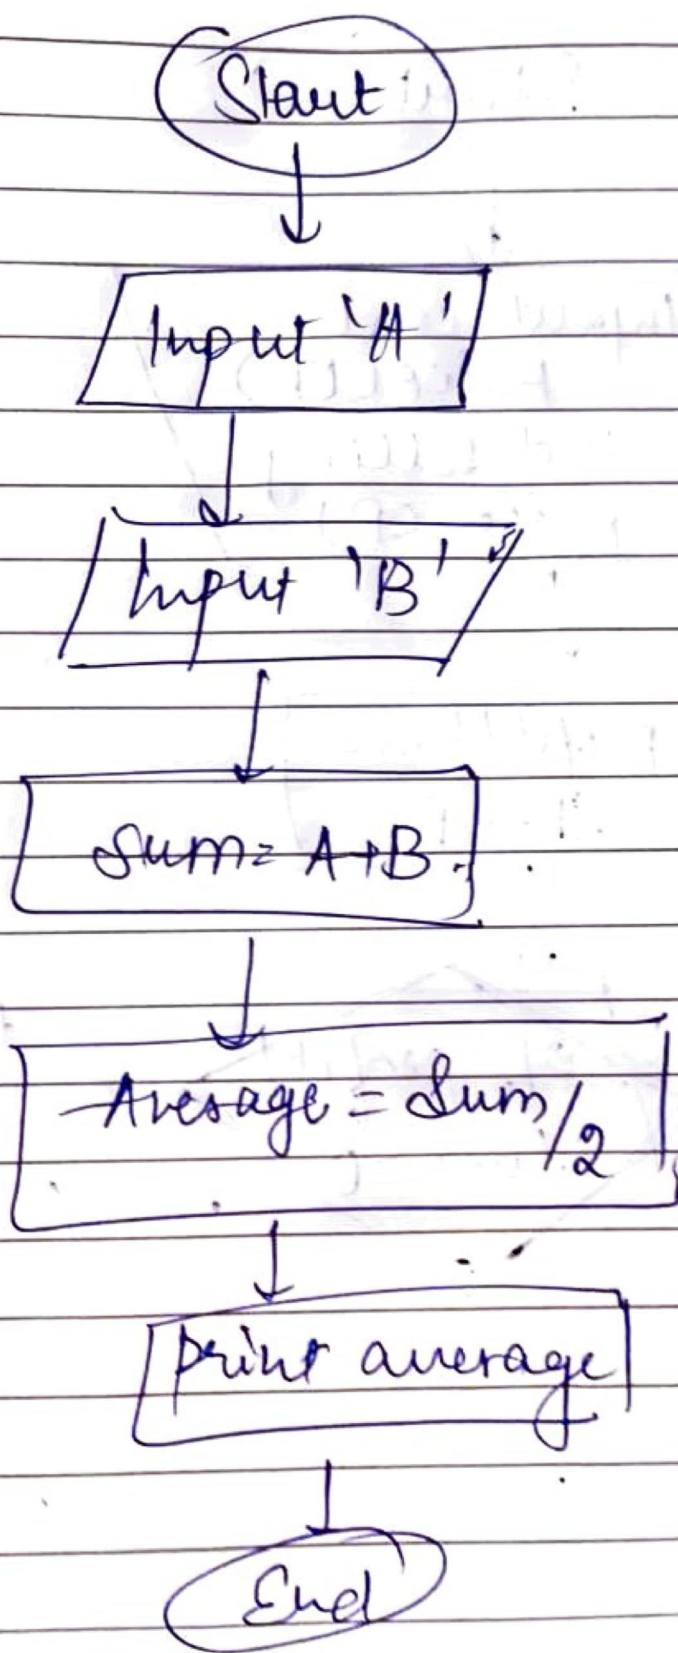 Start
Input 'A'
Input 'B'
Sum = A+B.
Average = Sum/2
print average
End